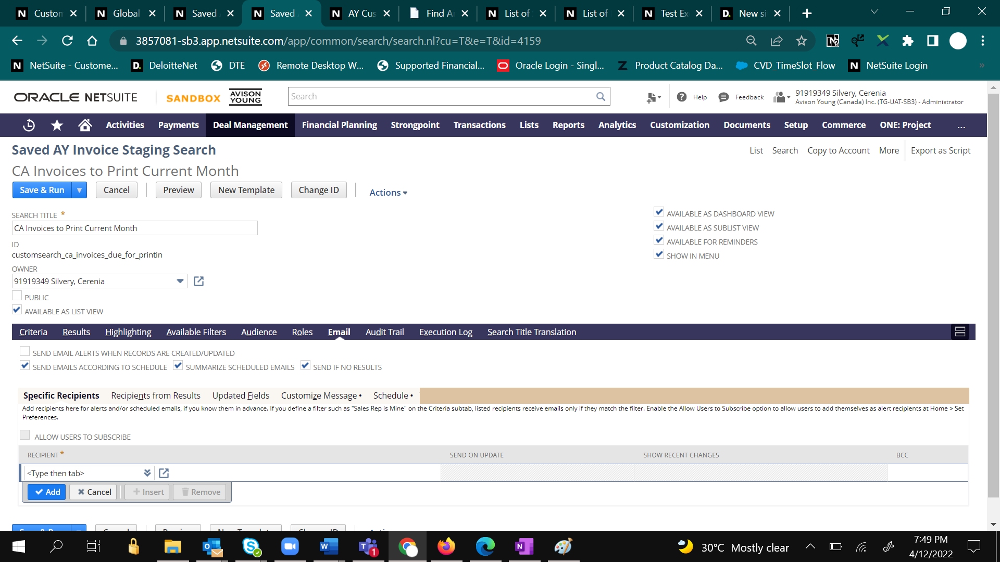 Custom
Global
Saved
Saved
AY Cus
Find A
List of
List of
Test Ex
New si
3857081-sb3.app.netsuite.com/app/common/search/search.nl?cu=T&e=T&id=4159
NetSuite - Custome...
DeloitteNet
DTE
Remote Desktop W...
Supported Financial...
Oracle Login - Singl...
Product Catalog Da...
CVD_TimeSlot_Flow
NetSuite Login
ORACLE NETSUITE
SANDBOX
AVISON
YOUNG
Search
Help
Feedback
91919349 Silvery, Cerenia
Avison Young (Canada) Inc. (TG-UAT-SB3) - Administrator
Activities Payments Deal Management Financial Planning Strongpoint Transactions Lists Reports Analytics Customization Documents Setup Commerce ONE: Project ...
Saved AY Invoice Staging Search
List Search Copy to Account More Export as Script
CA Invoices to Print Current Month
Save & Run Cancel Preview New Template Change ID Actions
SEARCH TITLE *
CA Invoices to Print Current Month
ID
customsearch_ca_invoices_due_for_printin
OWNER
91919349 Silvery, Cerenia
PUBLIC
AVAILABLE AS LIST VIEW
AVAILABLE AS DASHBOARD VIEW
AVAILABLE AS SUBLIST VIEW
AVAILABLE FOR REMINDERS
SHOW IN MENU
Criteria Results Highlighting Available Filters Audience Roles Email Audit Trail Execution Log Search Title Translation
SEND EMAIL ALERTS WHEN RECORDS ARE CREATED/UPDATED
SEND EMAILS ACCORDING TO SCHEDULE SUMMARIZE SCHEDULED EMAILS SEND IF NO RESULTS
Specific Recipients Recipients from Results Updated Fields Customize Message • Schedule •
Add recipients here for alerts and/or scheduled emails, if you know them in advance. If you define a filter such as "Sales Rep is Mine" on the Criteria subtab, listed recipients receive emails only if they match the filter. Enable the Allow Users to Subscribe option to allow users to add themselves as alert recipients at Home > Set
Preferences.
ALLOW USERS TO SUBSCRIBE
RECIPIENT * SEND ON UPDATE SHOW RECENT CHANGES BCC
<Type then tab>
Add Cancel Insert Remove
30°C Mostly clear
7:49 PM
4/12/2022